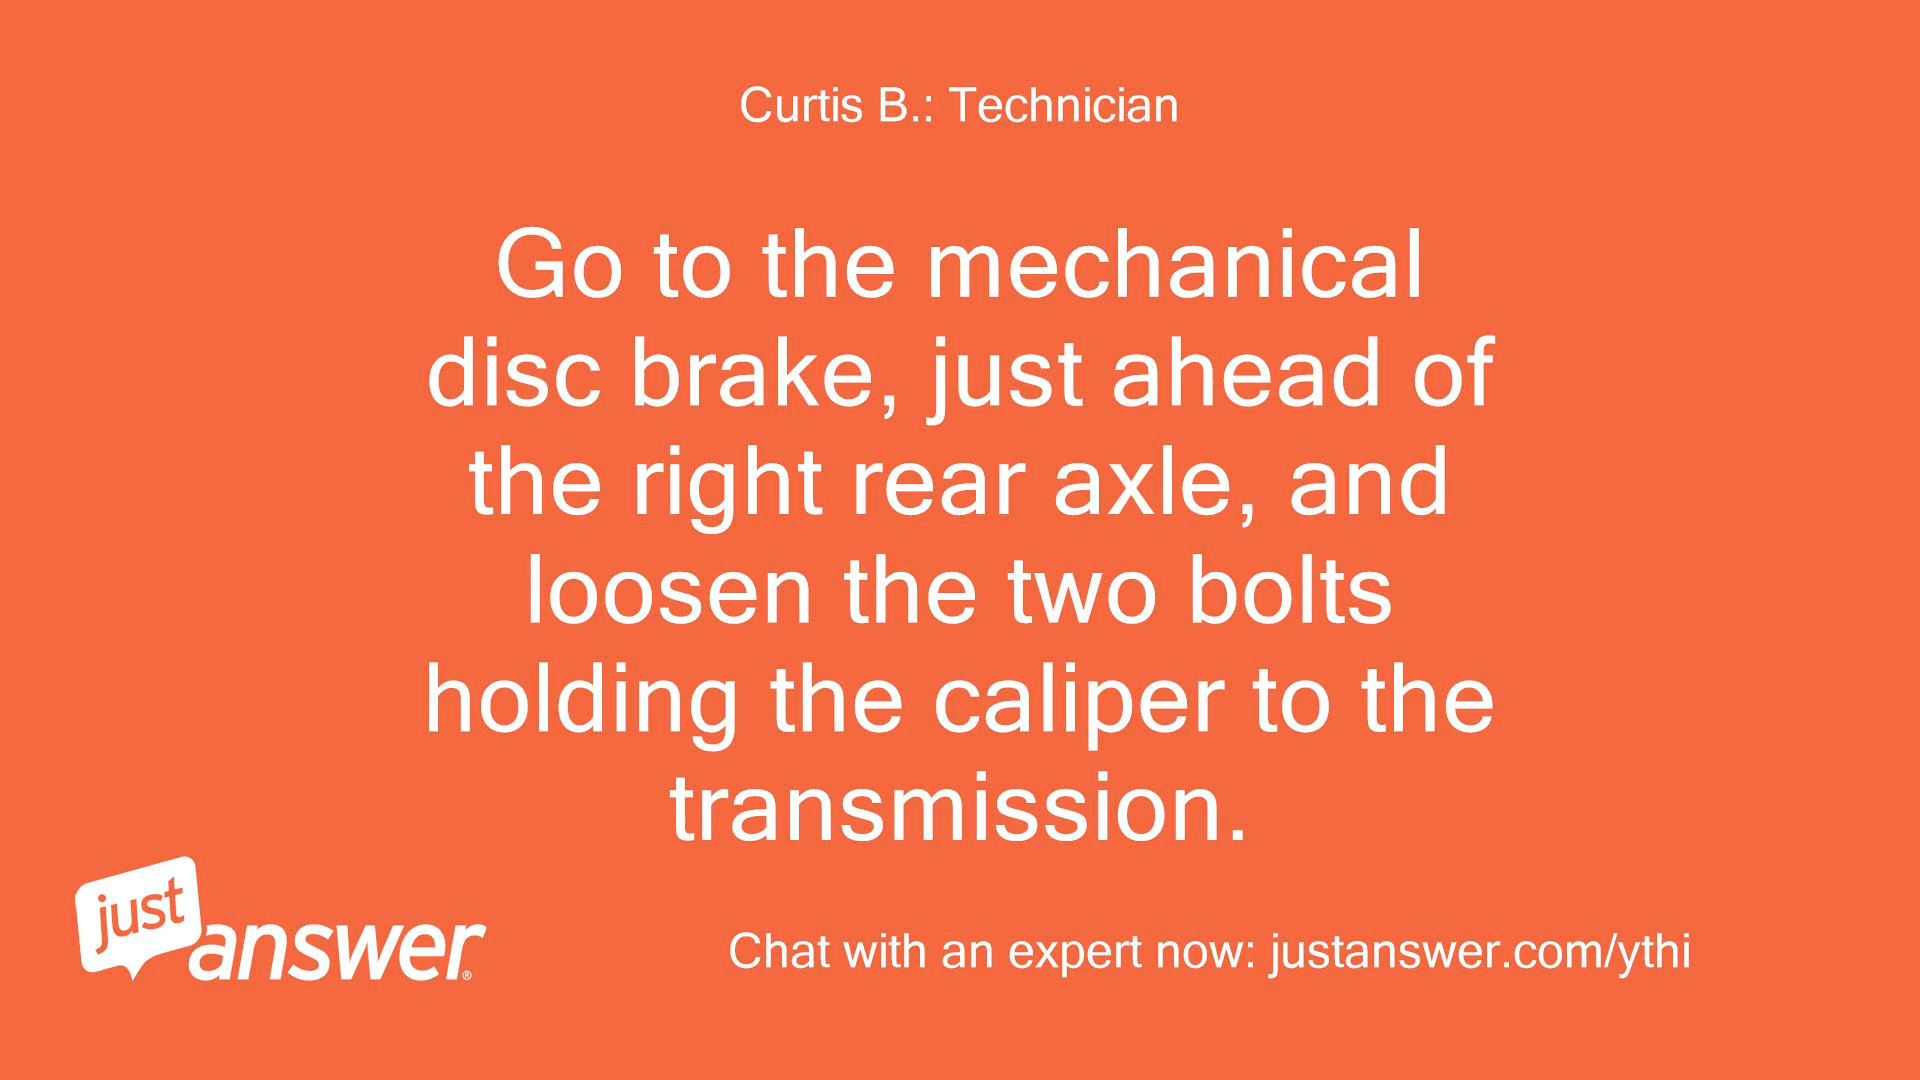 Curtis B.: Technician
Go to the mechanical
disc brake, just ahead of
the right rear axle, and
loosen the two bolts
holding the caliper to the
transmission.
just
answer®
Chat with an expert now: justanswer.com/ythi